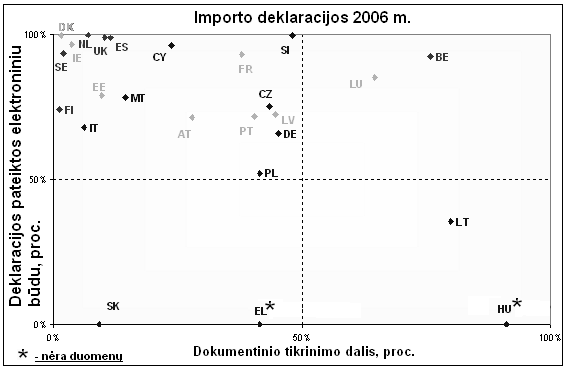 Importo deklaracijos 2006 m.
Deklaracijos pateiktos elektroniniu
būdu, proc.
100%
DK
NL
UK
ES
SI
IE
SE
CY
FR
BE
LU
EE
MT
CZ
FI
IT
AT
PT
LV
DE
50%
PL
LT
SK
EL*
HU*
0%
0%
50%
100%
Dokumentinio tikrinimo dalis, proc.
* - nėra duomenų